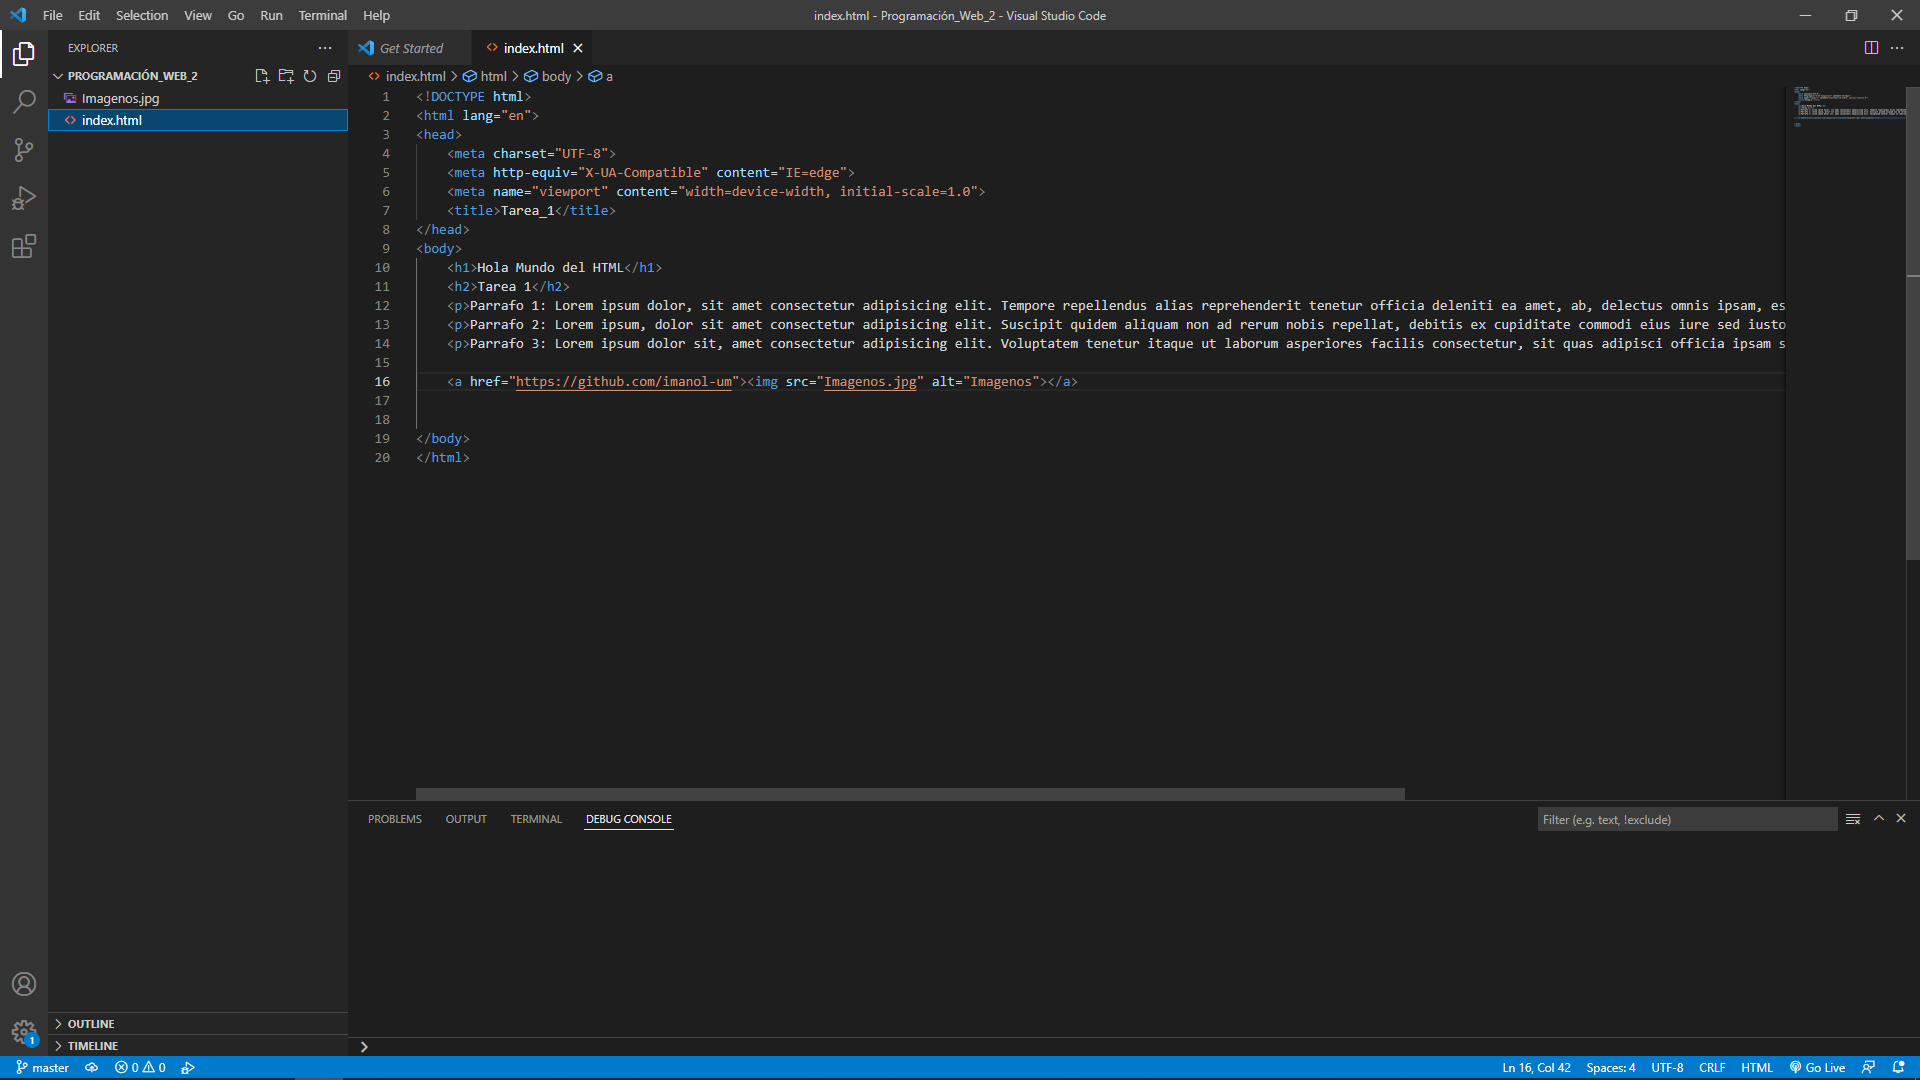 File Edit Selection View Go Run Terminal Help
index.html - Programación_Web_2 - Visual Studio Code
EXPLORER
PROGRAMACIÓN_WEB_2
Imagenos.jpg
index.html
OUTLINE
TIMELINE
Get Started
index.html
index.html > html > body > a
1 <!DOCTYPE html>
2 <html lang="en">
3 <head>
4 <meta charset="UTF-8">
5 <meta http-equiv="X-UA-Compatible" content="IE=edge">
6 <meta name="viewport" content="width=device-width, initial-scale=1.0">
7 <title>Tarea_1</title>
8 </head>
9 <body>
10 <h1>Hola Mundo del HTML</h1>
11 <h2>Tarea 1</h2>
12 <p>Parrafo 1: Lorem ipsum dolor, sit amet consectetur adipisicing elit. Tempore repellendus alias reprehenderit tenetur officia deleniti ea amet, ab, delectus omnis ipsam, es
13 <p>Parrafo 2: Lorem ipsum, dolor sit amet consectetur adipisicing elit. Suscipit quidem aliquam non ad rerum nobis repellat, debitis ex cupiditate commodi eius iure sed iusto
14 <p>Parrafo 3: Lorem ipsum dolor sit, amet consectetur adipisicing elit. Voluptatem tenetur itaque ut laborum asperiores facilis consectetur, sit quas adipisci officia ipsam s
15
16 <a href="https://github.com/imanol-um"><img src="Imagenos.jpg" alt="Imagenos"></a>
17
18
19 </body>
20 </html>
PROBLEMS OUTPUT TERMINAL DEBUG CONSOLE
Filter (e.g. text, !exclude)
1
master 0 0
Ln 16, Col 42 Spaces: 4 UTF-8 CRLF HTML Go Live